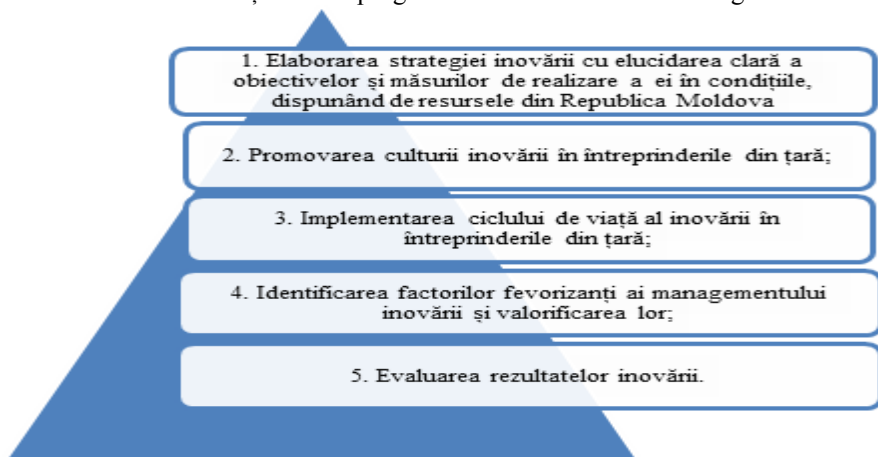 1. Elaborarea strategiei inovării cu elucidarea clară a
obiectivelor și măsurilor de realizare a ei în condițiile,
dispunând de resursele din Republica Moldova
2. Promovarea culturii inovării în întreprinderile din țară;
3. Implementarea ciclului de viață al inovării în
întreprinderile din țară;
4. Identificarea factorilor fevorizanți ai managementului
inovării și valorificarea lor;
5. Evaluarea rezultatelor inovării.